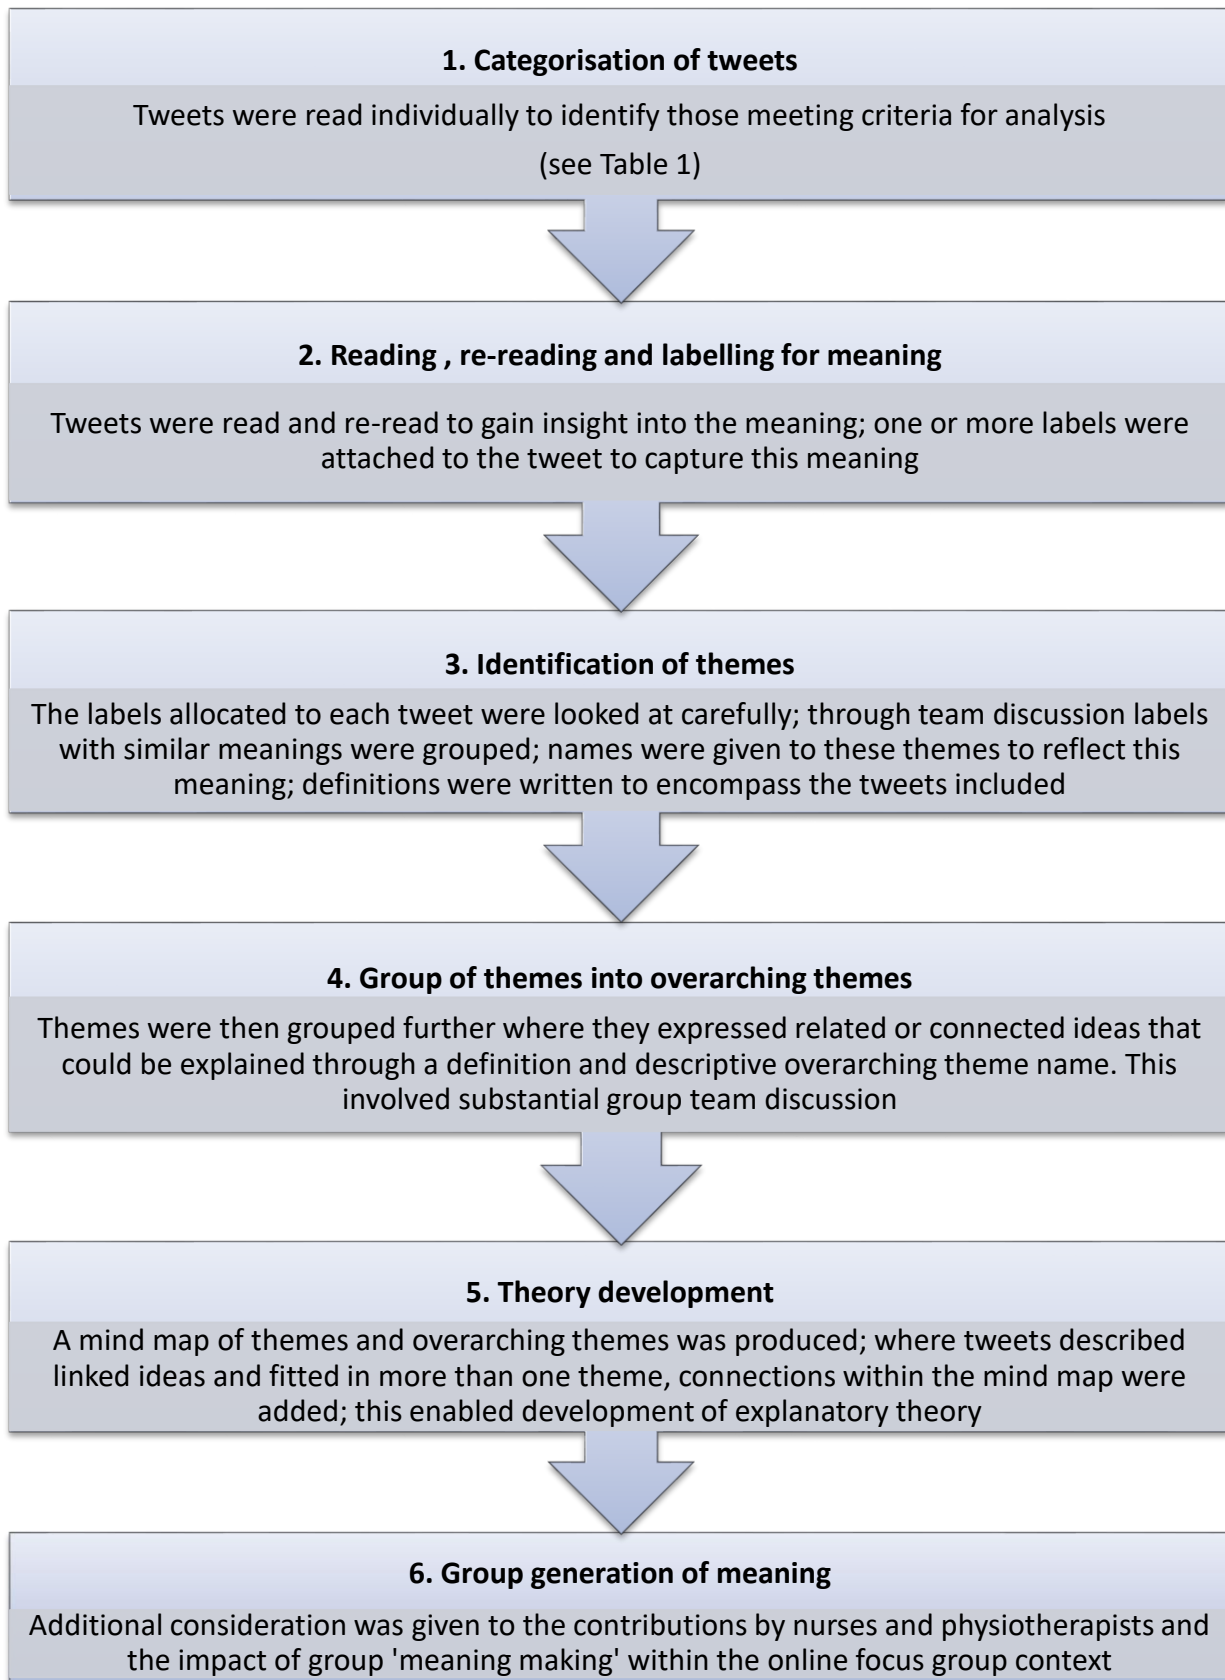 1. Categorisation of tweets
Tweets were read individually to identify those meeting criteria for analysis
(see Table 1)
2. Reading , re-reading and labelling for meaning
Tweets were read and re-read to gain insight into the meaning; one or more labels were
attached to the tweet to capture this meaning
3. Identification of themes
The labels allocated to each tweet were looked at carefully; through team discussion labels
with similar meanings were grouped; names were given to these themes to reflect this
meaning; definitions were written to encompass the tweets included
4. Group of themes into overarching themes
Themes were then grouped further where they expressed related or connected ideas that
could be explained through a definition and descriptive overarching theme name. This
involved substantial group team discussion
5. Theory development
A mind map of themes and overarching themes was produced; where tweets described
linked ideas and fitted in more than one theme, connections within the mind map were
added; this enabled development of explanatory theory
6. Group generation of meaning
Additional consideration was given to the contributions by nurses and physiotherapists and
the impact of group 'meaning making' within the online focus group context